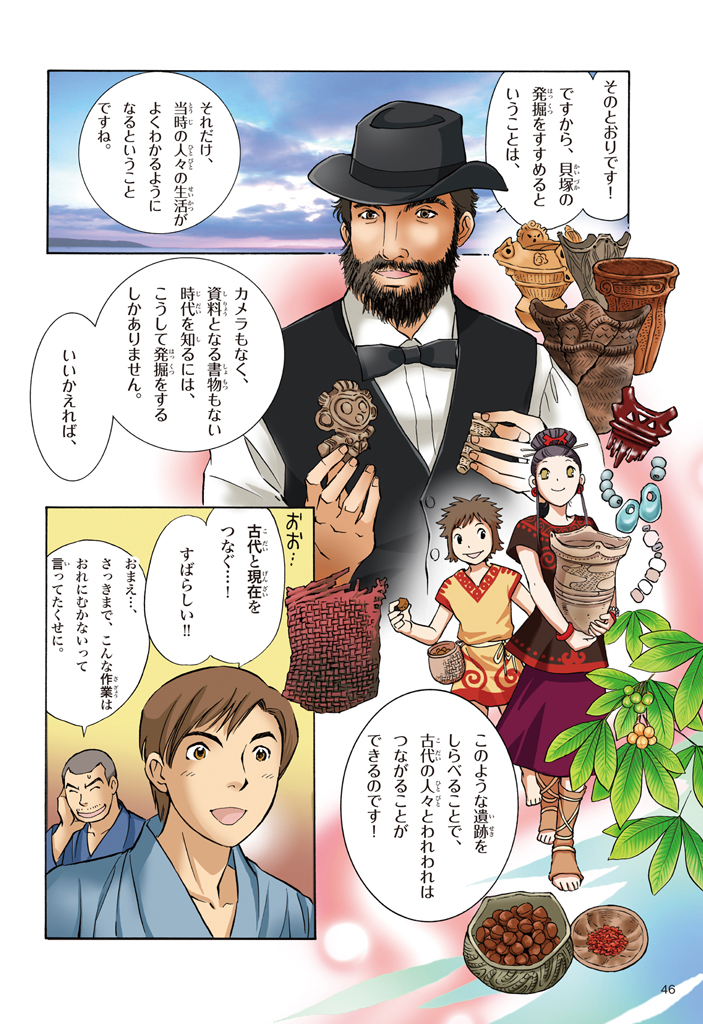 そのとおりです！
ですから、貝塚の
発掘をすすめると
いうことは、
それだけ、
当時の人々の生活が
よくわかるように
なるということ
ですね。
カメラもなく、
資料となる書物もない
時代を知るには、
こうして発掘をする
しかありません。
いいかえれば、
このような遺跡を
しらべることで、
古代の人々とわれわれは
つながることが
できるのです！
おお…
古代と現在を
つなぐ…！
すばらしい!!
おまえ…、
さっきまで、こんな作業は
おれにむかないって
言ってたくせに。
46